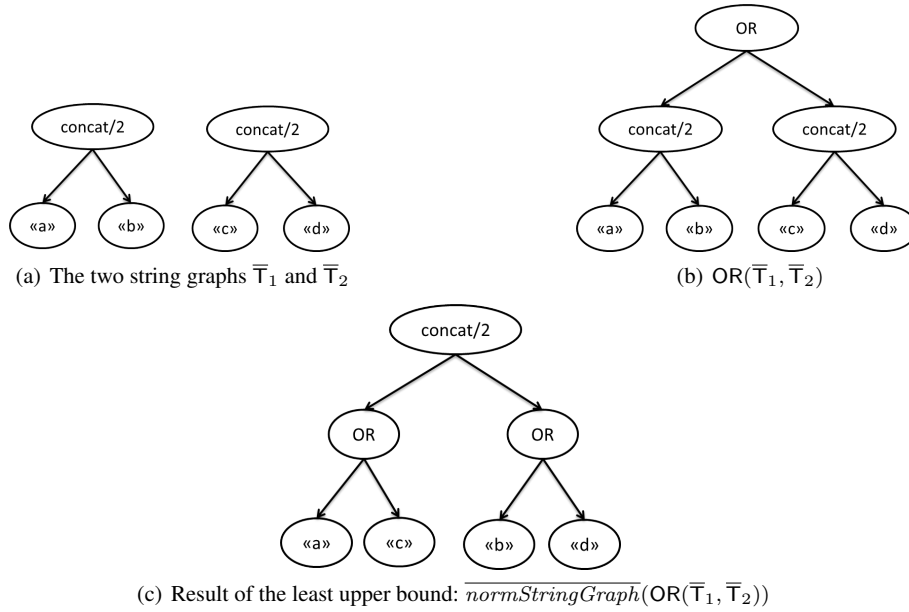 OR
concat/2 concat/2 concat/2 concat/2
«a» «b» «c» «d» «a» «b» «c» «d»
(a) The two string graphs T̅₁ and T̅₂ (b) OR(T̅₁, T̅₂)
concat/2
OR OR
«a» «c» «b» «d»
(c) Result of the least upper bound: normStringGraph(OR(T̅₁, T̅₂))